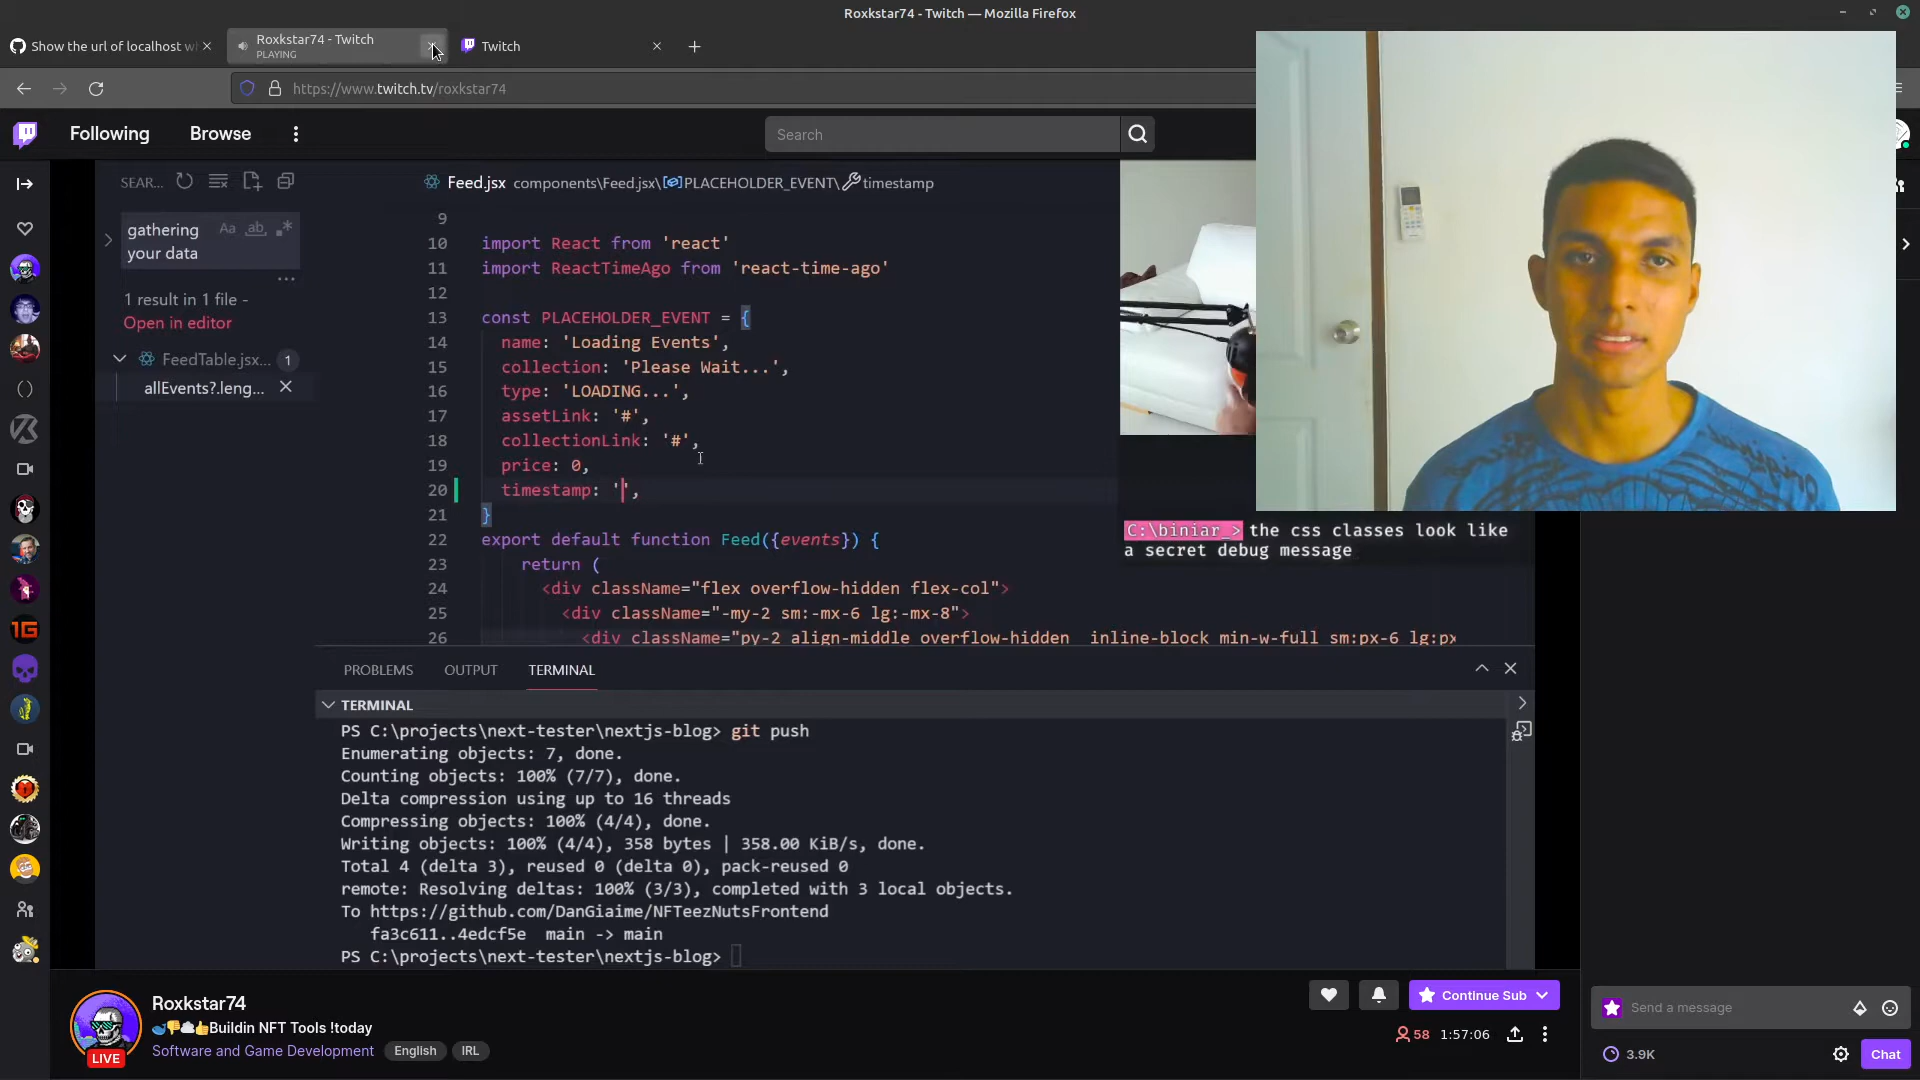 Roxkstar74 - Twitch — Mozilla Firefox
Show the url of localhost w
Roxkstar74 - Twitch
PLAYING
Twitch
https://www.twitch.tv/roxkstar74
Following
Browse
Search
SEAR...
gathering
your data
Aa
ab
1 result in 1 file -
Open in editor
FeedTable.jsx...
1
allEvents?.leng...
Feed.jsx components\Feed.jsx\PLACEHOLDER_EVENT\timestamp
9
10 import React from 'react'
11 import ReactTimeAgo from 'react-time-ago'
12
13 const PLACEHOLDER_EVENT = {
14 name: 'Loading Events',
15 collection: 'Please Wait...',
16 type: 'LOADING...',
17 assetLink: '#',
18 collectionLink: '#',
19 price: 0,
20 timestamp: '',
21 }
22 export default function Feed({events}) {
23 return (
24 <div className="flex overflow-hidden flex-col">
25 <div className="-my-2 sm:-mx-6 lg:-mx-8">
26 <div className="py-2 align-middle overflow-hidden inline-block min-w-full sm:px-6 lg:px
C:\biniar_> the css classes look like
a secret debug message
PROBLEMS
OUTPUT
TERMINAL
TERMINAL
PS C:\projects\next-tester\nextjs-blog> git push
Enumerating objects: 7, done.
Counting objects: 100% (7/7), done.
Delta compression using up to 16 threads
Compressing objects: 100% (4/4), done.
Writing objects: 100% (4/4), 358 bytes | 358.00 KiB/s, done.
Total 4 (delta 3), reused 0 (delta 0), pack-reused 0
remote: Resolving deltas: 100% (3/3), completed with 3 local objects.
To https://github.com/DanGiaime/NFTeezNutsFrontend
fa3c611..4edcf5e main -> main
PS C:\projects\next-tester\nextjs-blog>
Roxkstar74
Buildin NFT Tools !today
Software and Game Development
English
IRL
LIVE
Continue Sub
58
1:57:06
Send a message
3.9K
Chat
1G